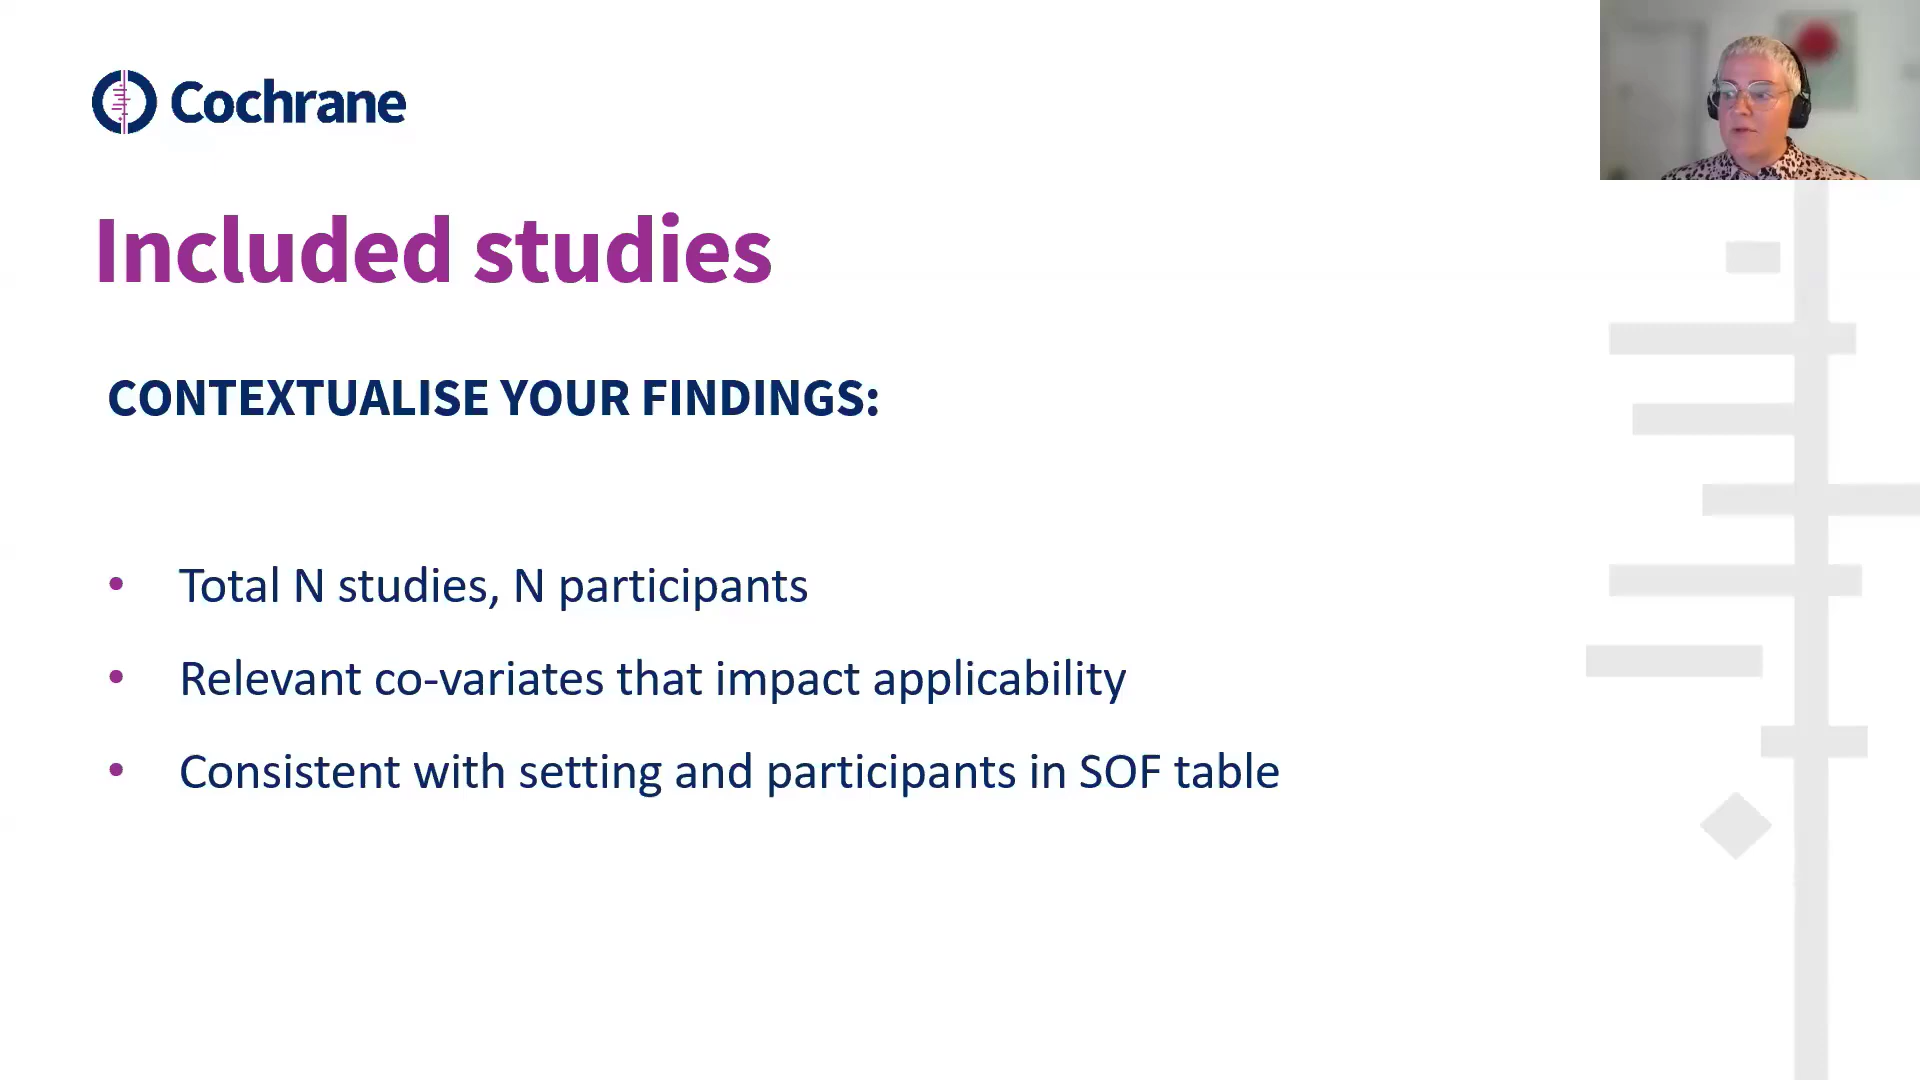 Cochrane
Included studies
CONTEXTUALISE YOUR FINDINGS:
• Total N studies, N participants
• Relevant co-variates that impact applicability
• Consistent with setting and participants in SOF table